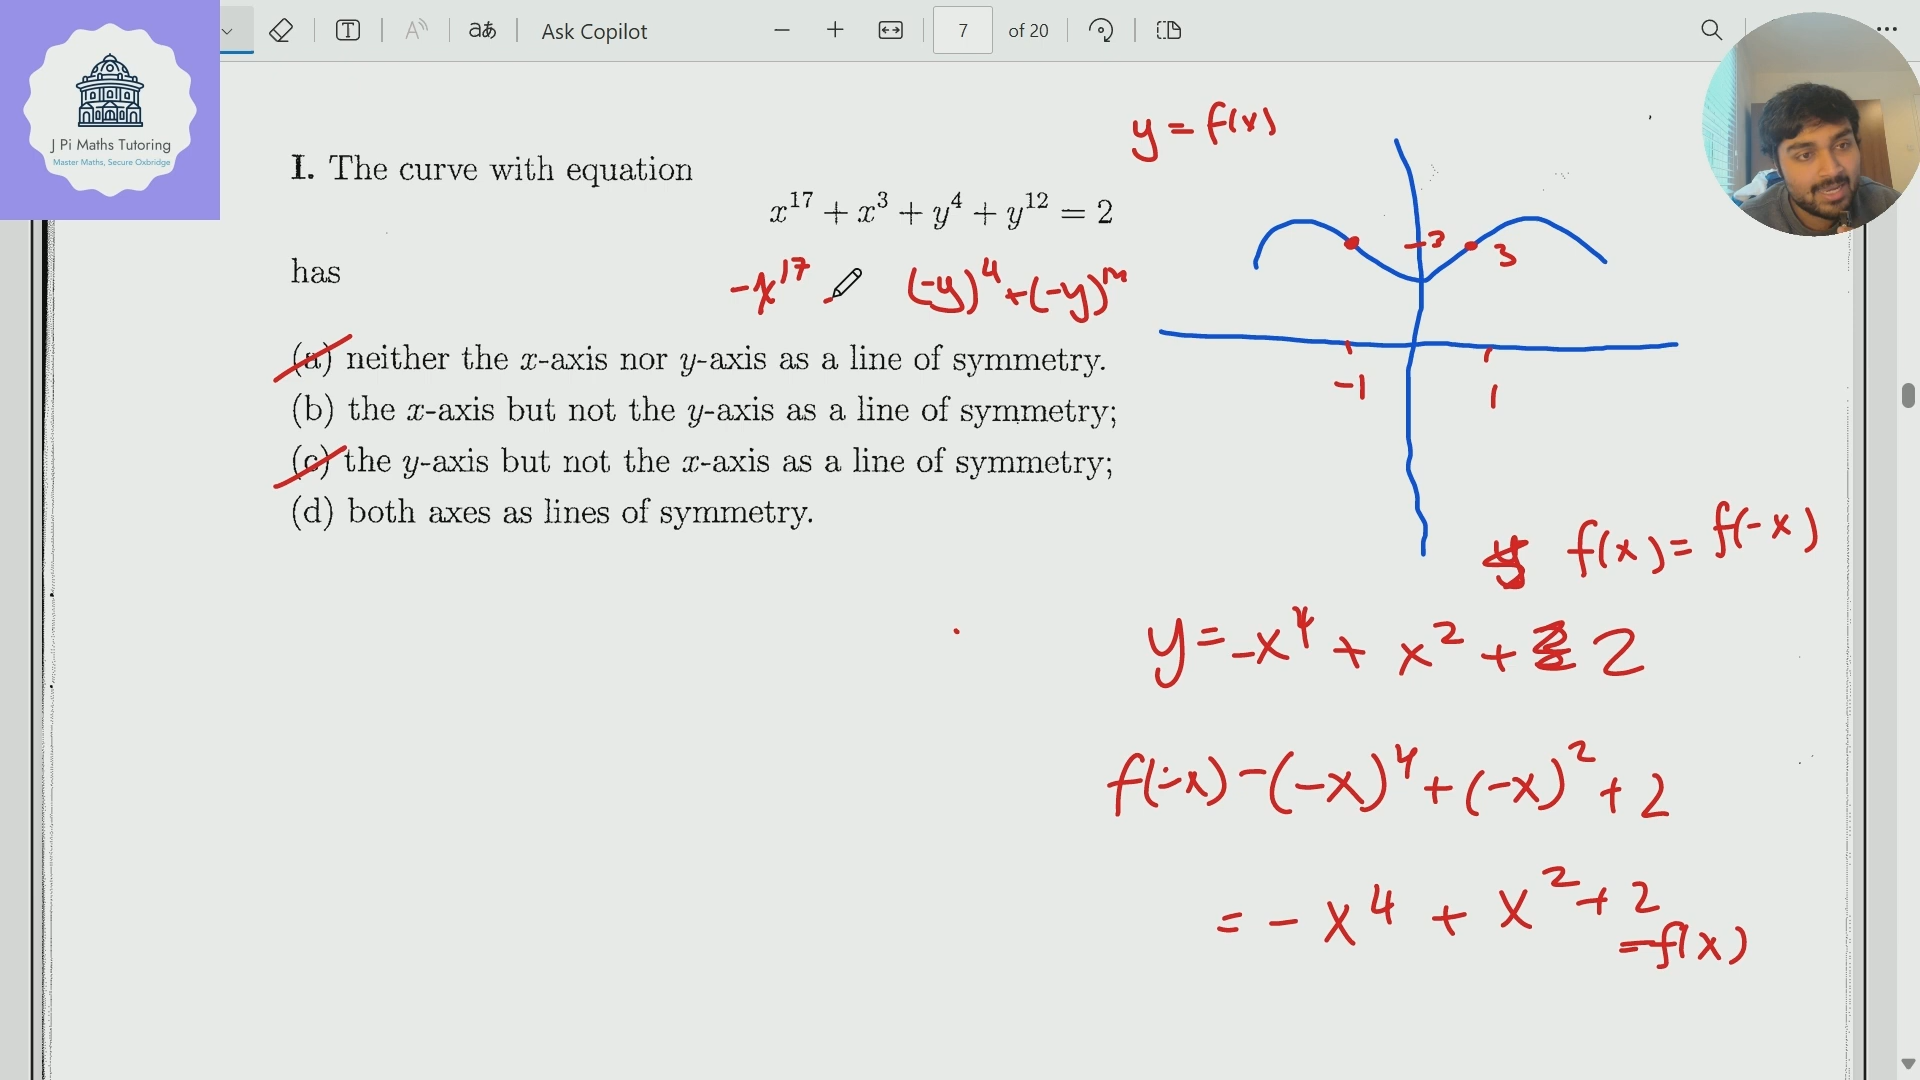 Ask Copilot
7 of 20
J Pi Maths Tutoring
Master Maths, Secure Oxbridge
I. The curve with equation
x^17 + x^3 + y^4 + y^12 = 2
has
-x^17 - (-y)^4 + (-y)^12
(a) neither the x-axis nor y-axis as a line of symmetry.
(b) the x-axis but not the y-axis as a line of symmetry;
(c) the y-axis but not the x-axis as a line of symmetry;
(d) both axes as lines of symmetry.
y = f(x)
3 3
-1 1
f(x) = f(-x)
y = -x^4 + x^2 + 2
f(-x) - (-x)^4 + (-x)^2 + 2
= - x^4 + x^2 + 2
= f(x)